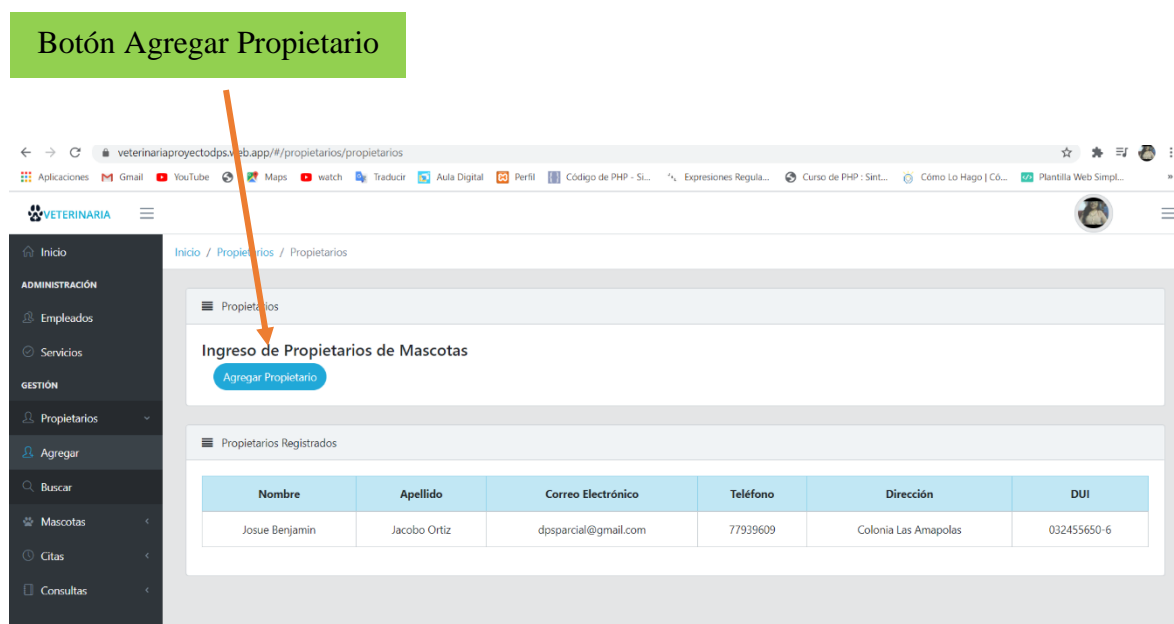 Botón Agregar Propietario
veterinariaproyectodps.web.app/#/propietarios/propietarios
Aplicaciones Gmail YouTube Maps watch Traducir Aula Digital Perfil Código de PHP - Si... Expresiones Regula... Curso de PHP : Sint... Cómo Lo Hago | Có... Plantilla Web Simpl... »
VETERINARIA
Inicio
Inicio / Propietarios / Propietarios
ADMINISTRACIÓN
Empleados
Servicios
GESTIÓN
Propietarios
Agregar
Buscar
Mascotas
Citas
Consultas
Propietarios
Ingreso de Propietarios de Mascotas
Agregar Propietario
Propietarios Registrados
Nombre Apellido Correo Electrónico Teléfono Dirección DUI
Josue Benjamin Jacobo Ortiz dpsparcial@gmail.com 77939609 Colonia Las Amapolas 032455650-6